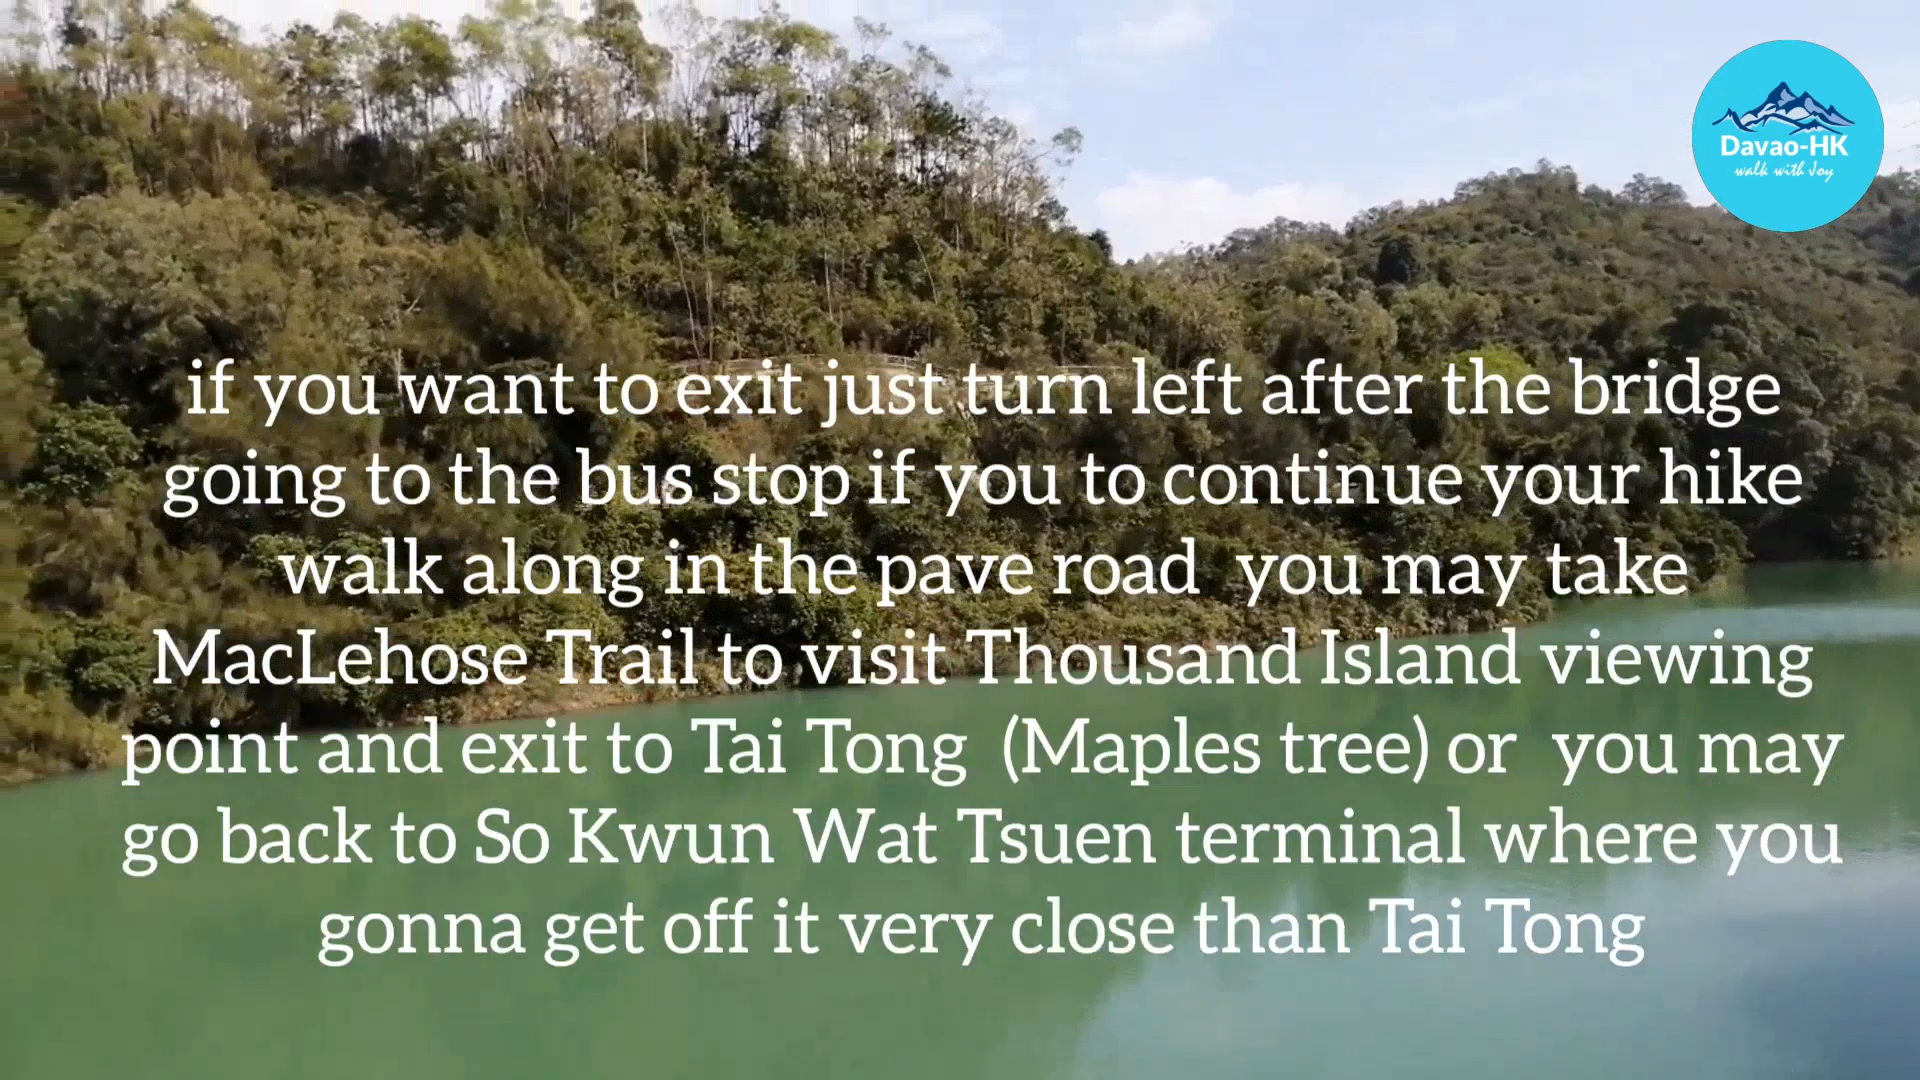 Davao-HK
walk with Joy
if you want to exit just turn left after the bridge
going to the bus stop if you to continue your hike
walk along in the pave road you may take
MacLehose Trail to visit Thousand Island viewing
point and exit to Tai Tong (Maples tree) or you may
go back to So Kwun Wat Tsuen terminal where you
gonna get off it very close than Tai Tong